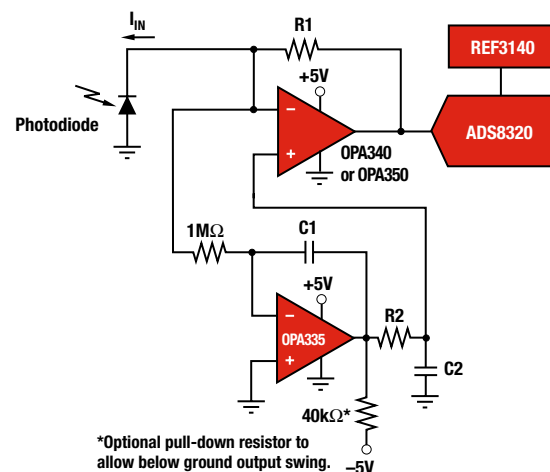 I_IN
R1
REF3140
+5V
−
+
Photodiode
OPA340
or OPA350
ADS8320
1MΩ
C1
+5V
−
+
OPA335
R2
C2
40kΩ*
*Optional pull-down resistor to
allow below ground output swing.
−5V